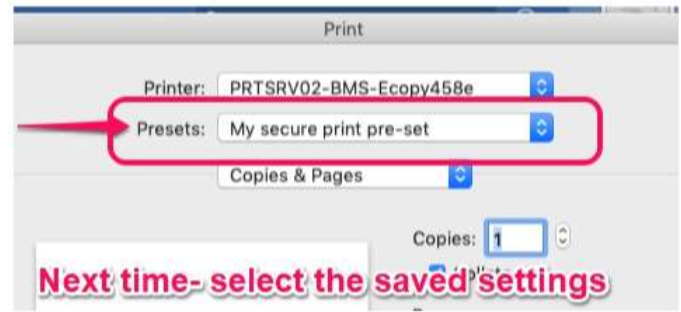 Print
Printer: PRTSRV02-BMS-Ecopy458e
Presets: My secure print pre-set
Copies & Pages
Copies: 1
Next time- select the saved settings